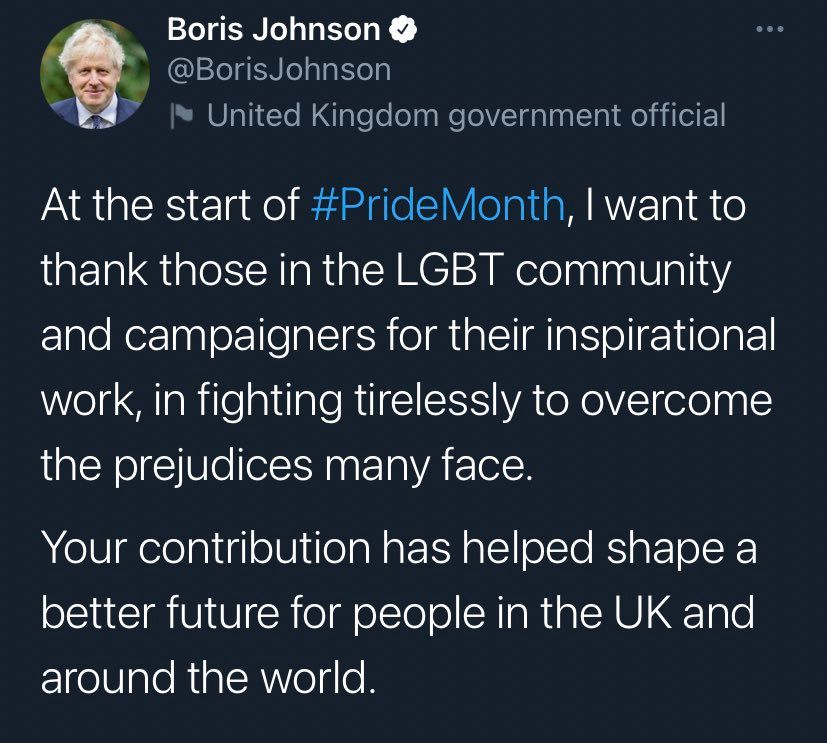 Boris Johnson
@BorisJohnson
United Kingdom government official
At the start of #PrideMonth, I want to
thank those in the LGBT community
and campaigners for their inspirational
work, in fighting tirelessly to overcome
the prejudices many face.
Your contribution has helped shape a
better future for people in the UK and
around the world.